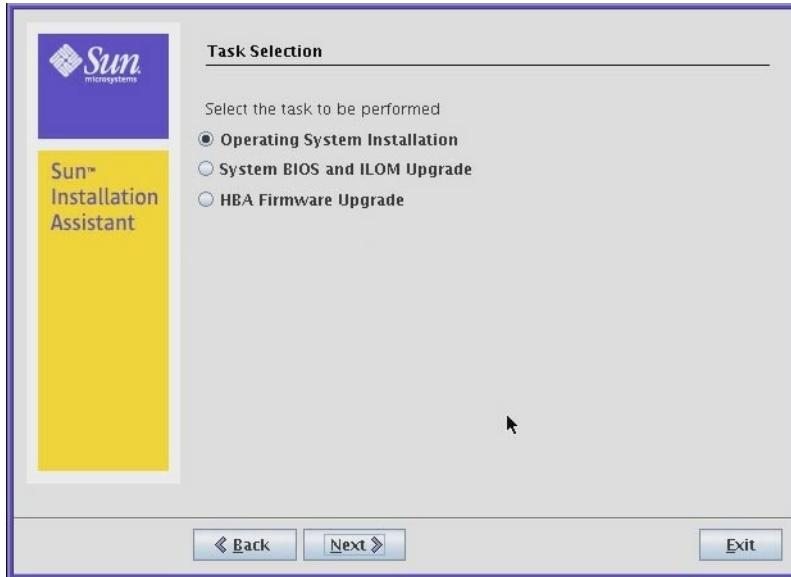 Sun
microsystems
Sun™
Installation
Assistant
Task Selection
Select the task to be performed
Operating System Installation
System BIOS and ILOM Upgrade
HBA Firmware Upgrade
Back
Next
Exit